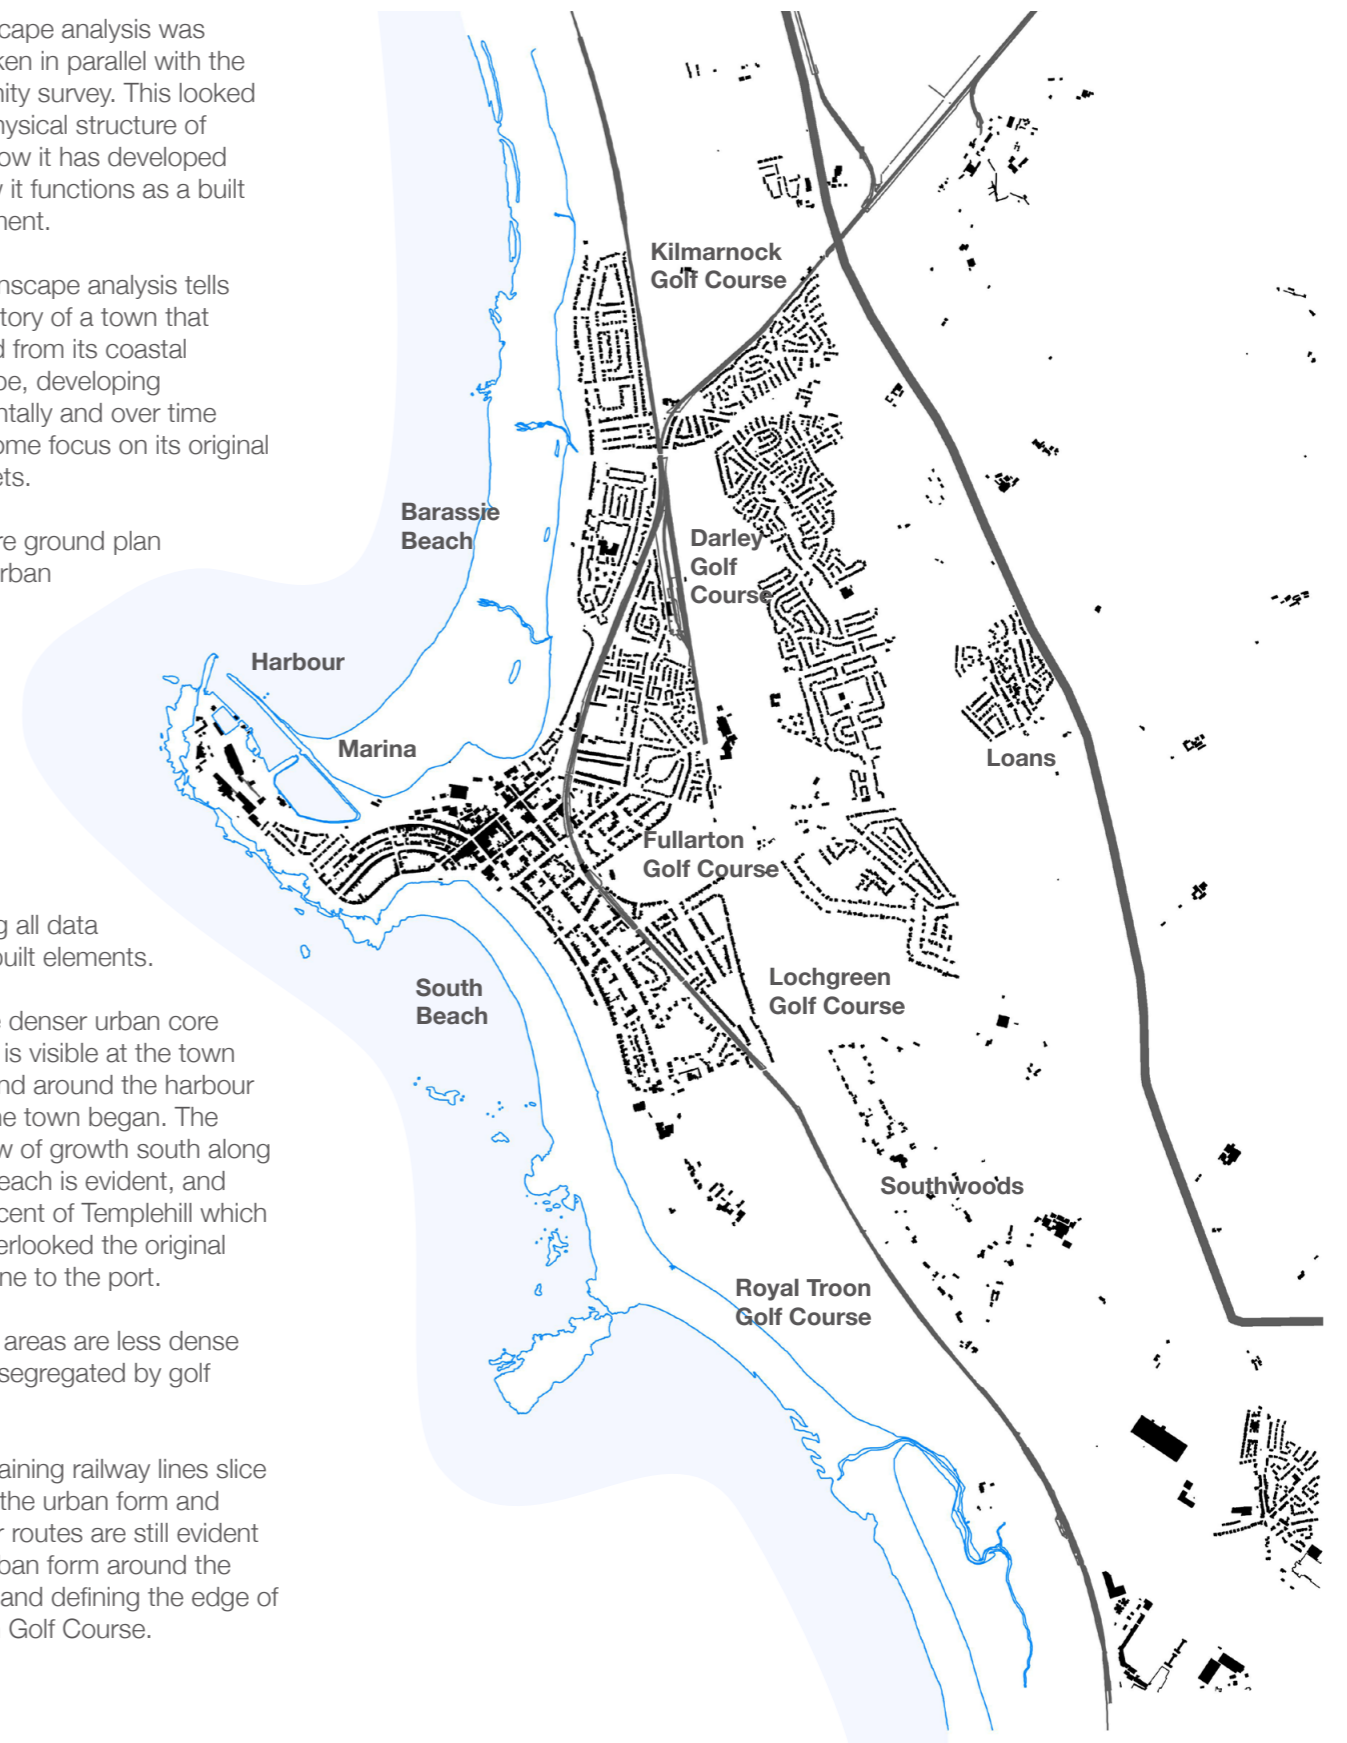 cape analysis was
ken in parallel with the
nity survey. This looked
hysical structure of
ow it has developed
v it functions as a built
nent.
nscape analysis tells
tory of a town that
d from its coastal
pe, developing
ntally and over time
ome focus on its original
ets.
re ground plan
rban
g all data
built elements.
e denser urban core
is visible at the town
nd around the harbour
ne town began. The
w of growth south along
each is evident, and
cent of Templehill which
erlooked the original
ne to the port.
areas are less dense
segregated by golf
aining railway lines slice
the urban form and
r routes are still evident
ban form around the
and defining the edge of
Golf Course.
Kilmarnock
Golf Course
Barassie
Beach
Darley
Golf
Course
Harbour
Marina
Loans
Fullarton
Golf Course
South
Beach
Lochgreen
Golf Course
Southwoods
Royal Troon
Golf Course